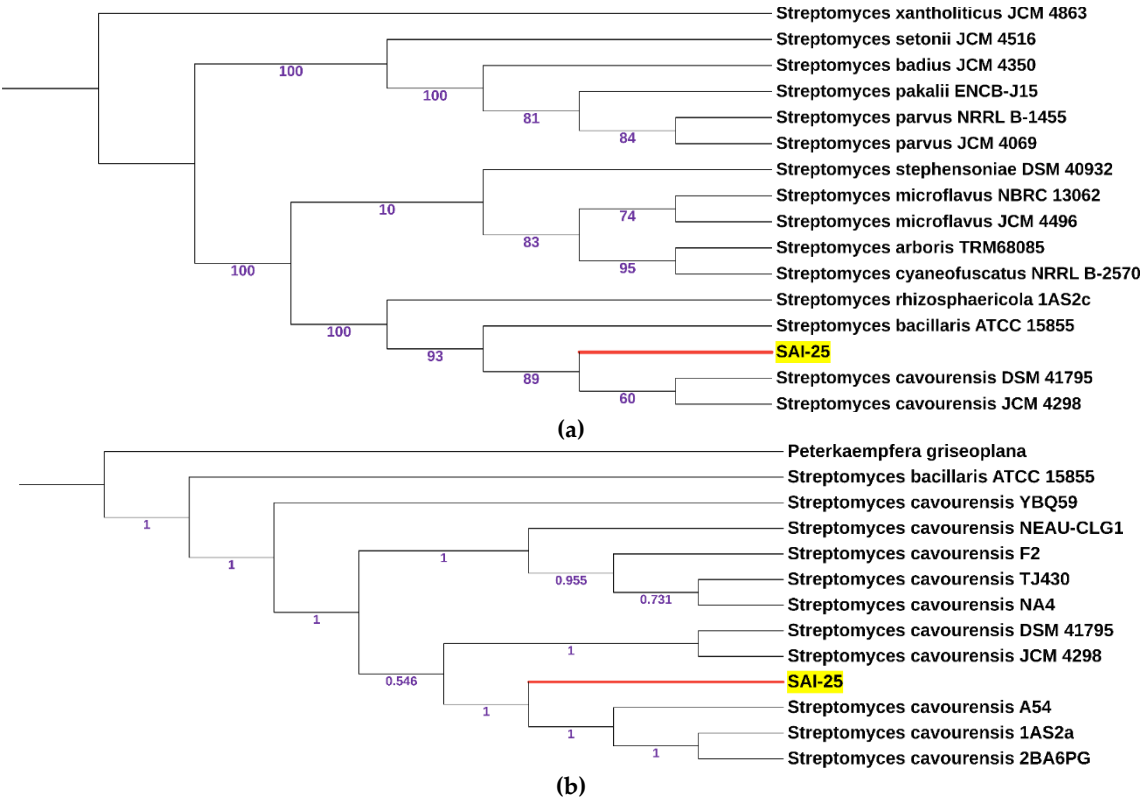 Streptomyces xantholiticus JCM 4863
Streptomyces setonii JCM 4516
100
Streptomyces badius JCM 4350
100
Streptomyces pakalii ENCB-J15
81
Streptomyces parvus NRRL B-1455
84
Streptomyces parvus JCM 4069
Streptomyces stephensoniae DSM 40932
Streptomyces microflavus NBRC 13062
10
74
Streptomyces microflavus JCM 4496
83
Streptomyces arboris TRM68085
100
95
Streptomyces cyaneofuscatus NRRL B-2570
Streptomyces rhizosphaericola 1AS2c
100
Streptomyces bacillaris ATCC 15855
93
SAI-25
89
Streptomyces cavourensis DSM 41795
60
Streptomyces cavourensis JCM 4298
(a)
Peterkaempfera griseoplana
Streptomyces bacillaris ATCC 15855
Streptomyces cavourensis YBQ59
1
Streptomyces cavourensis NEAU-CLG1
1
1
Streptomyces cavourensis F2
0.955
Streptomyces cavourensis TJ430
0.731
Streptomyces cavourensis NA4
1
Streptomyces cavourensis DSM 41795
1
Streptomyces cavourensis JCM 4298
0.546
SAI-25
1
Streptomyces cavourensis A54
1
Streptomyces cavourensis 1AS2a
1
Streptomyces cavourensis 2BA6PG
(b)